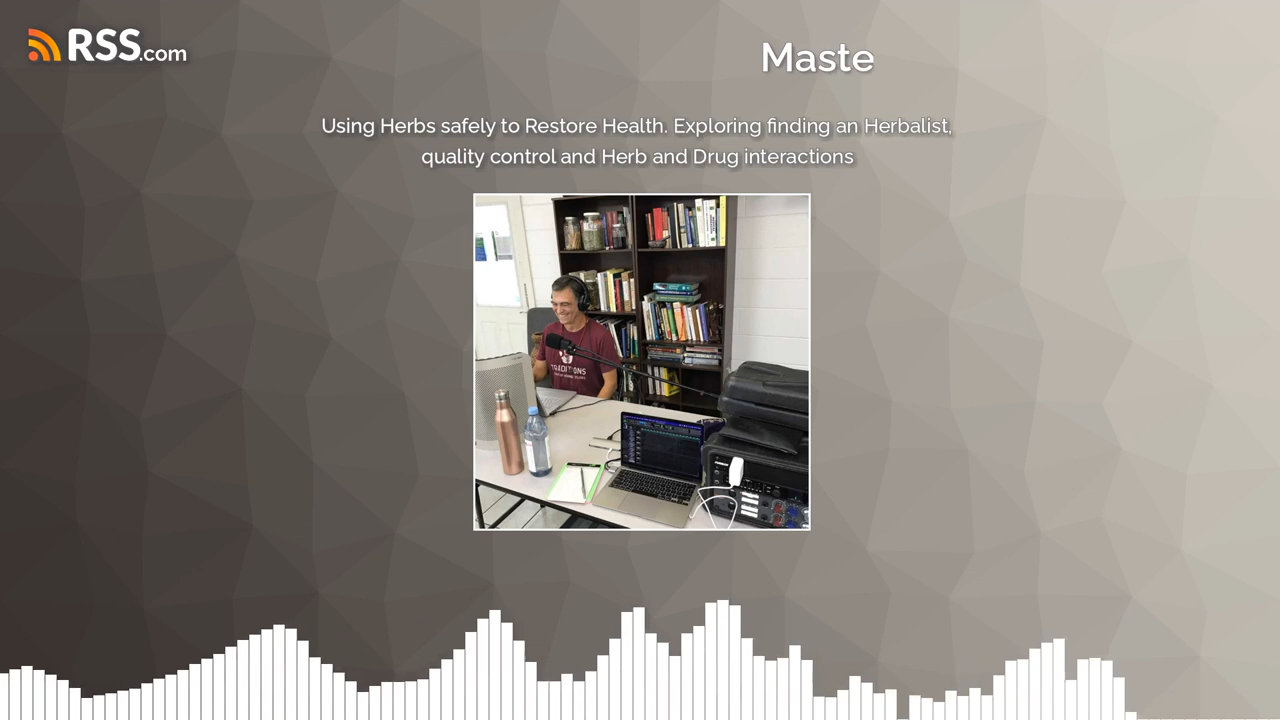 RSS.com
Maste
Using Herbs safely to Restore Health. Exploring finding an Herbalist,
quality control and Herb and Drug interactions
TRADITIONS